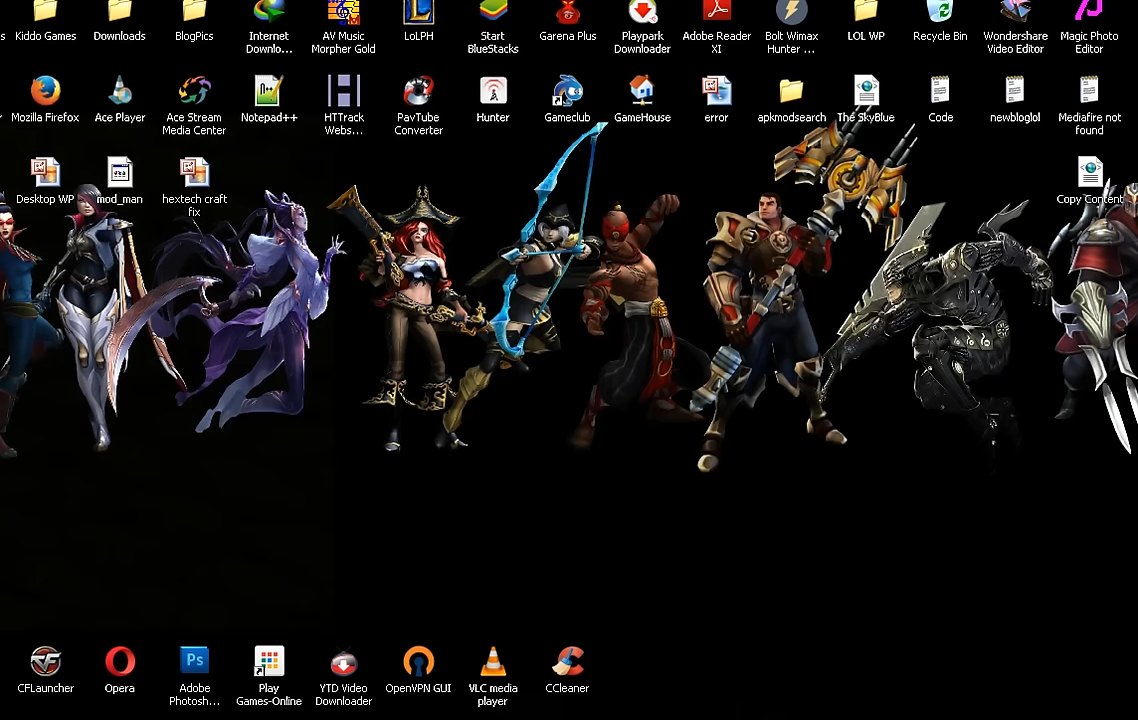 s
Kiddo Games
Downloads
BlogPics
Internet
Downlo...
AV Music
Morpher Gold
LoLPH
Start
BlueStacks
Garena Plus
Playpark
Downloader
Adobe Reader
XI
Bolt Wimax
Hunter ...
LOL WP
Recycle Bin
Wondershare
Video Editor
Magic Photo
Editor
Mozilla Firefox
Ace Player
Ace Stream
Media Center
Notepad++
HTTrack
Webs...
PavTube
Converter
Hunter
Gameclub
GameHouse
error
apkmodsearch
The SkyBlue
Code
newbloglol
Mediafire not
found
Desktop WP
mod_man
hextech craft
fix
Copy Content
CFLauncher
Opera
Ps
Adobe
Photosh...
Play
Games-Online
YTD Video
Downloader
OpenVPN GUI
VLC media
player
CCleaner